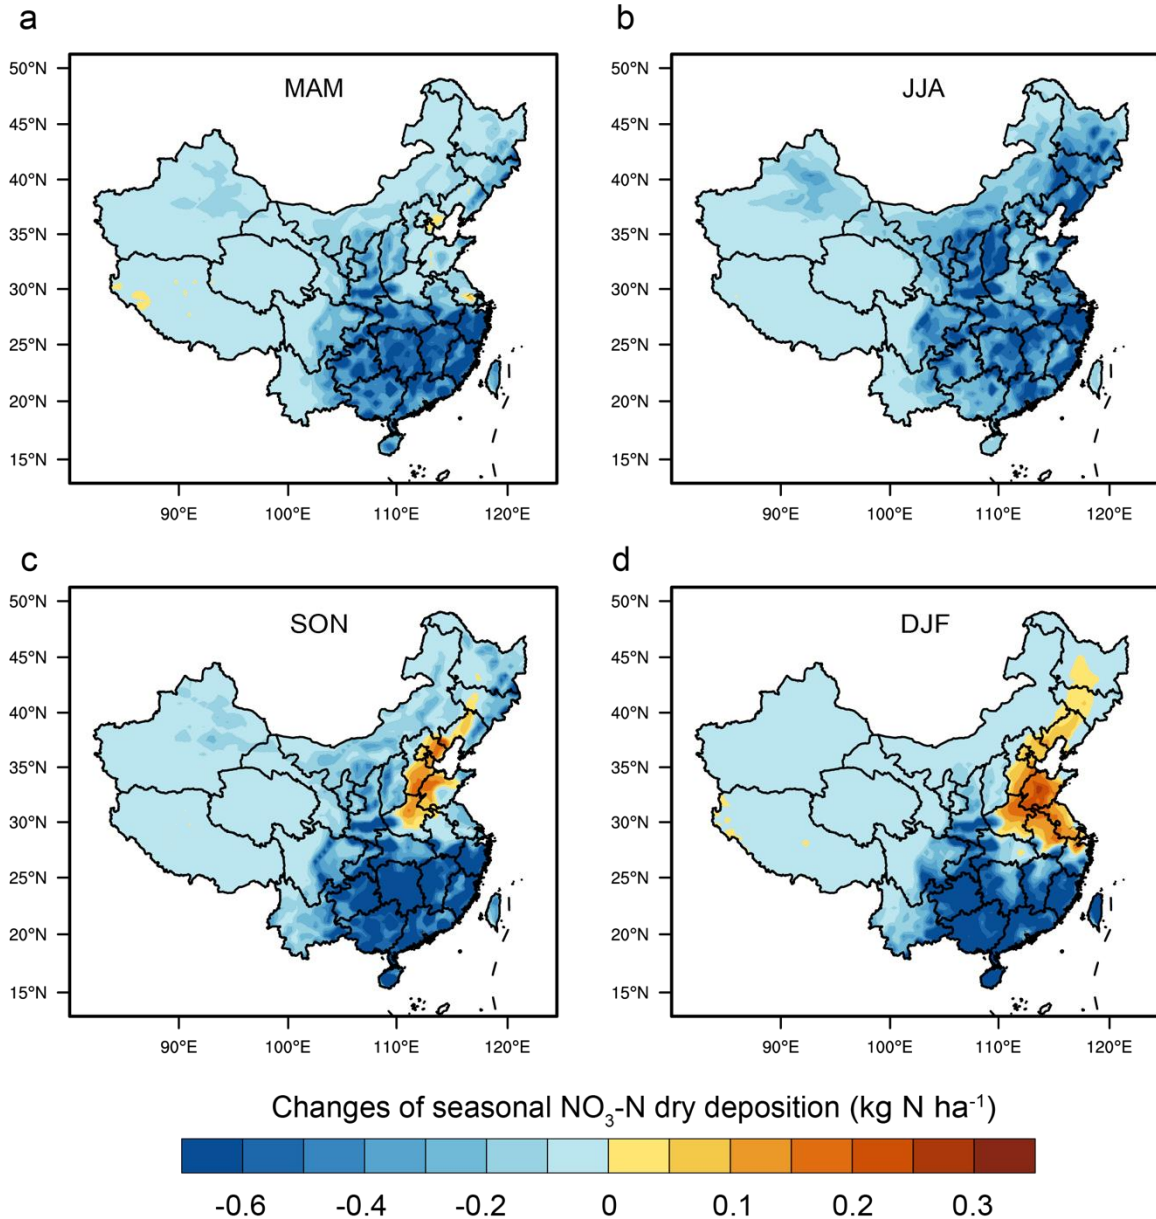 a
b
MAM
JJA
50°N
45°N
40°N
35°N
30°N
25°N
20°N
15°N
90°E 100°E 110°E 120°E
50°N
45°N
40°N
35°N
30°N
25°N
20°N
15°N
90°E 100°E 110°E 120°E
c
d
SON
DJF
50°N
45°N
40°N
35°N
30°N
25°N
20°N
15°N
90°E 100°E 110°E 120°E
50°N
45°N
40°N
35°N
30°N
25°N
20°N
15°N
90°E 100°E 110°E 120°E
Changes of seasonal NO₃-N dry deposition (kg N ha⁻¹)
-0.6 -0.4 -0.2 0 0.1 0.2 0.3